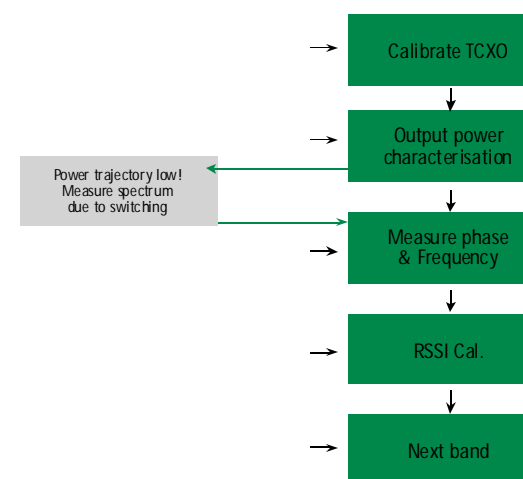 Calibrate TCXO
Output power
characterisation
Power trajectory low!
Measure spectrum
due to switching
Measure phase
& Frequency
RSSI Cal.
Next band